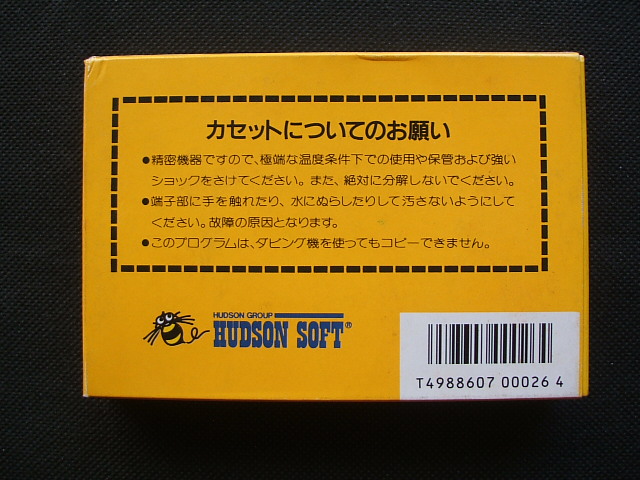 カセットについてのお願い
●精密機器ですので、極端な温度条件下での使用や保管および強い
ショックをさけてください。また、絶対に分解しないでください。
●端子部に手を触れたり、水にぬらしたりして汚さないようにして
ください。故障の原因となります。
●このプログラムは、ダビング機を使ってもコピーできません。
HUDSON GROUP
HUDSON SOFT®
T4988607 00026 4